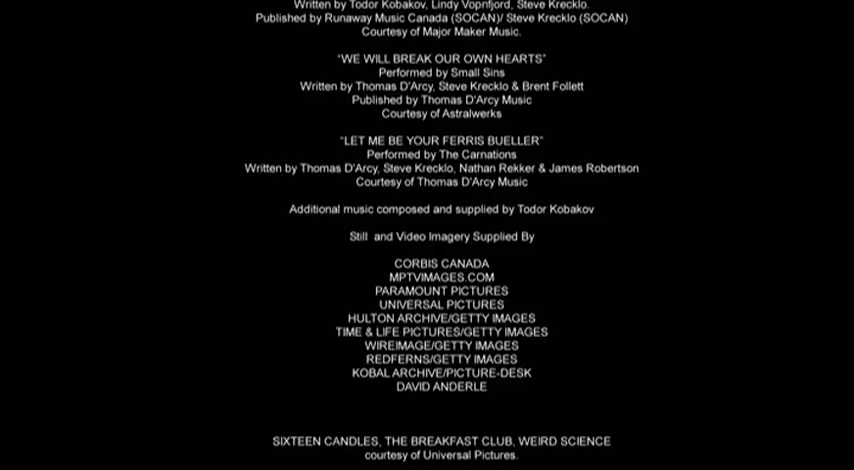 Written by Todor Kobakov, Lindy Vopnfjord, Steve Krecklo.
Published by Runaway Music Canada (SOCAN)/ Steve Krecklo (SOCAN)
Courtesy of Major Maker Music.
"WE WILL BREAK OUR OWN HEARTS"
Performed by Small Sins
Written by Thomas D'Arcy, Steve Krecklo & Brent Follett
Published by Thomas D'Arcy Music
Courtesy of Astralwerks
"LET ME BE YOUR FERRIS BUELLER"
Performed by The Carnations
Written by Thomas D'Arcy, Steve Krecklo, Nathan Rekker & James Robertson
Courtesy of Thomas D'Arcy Music
Additional music composed and supplied by Todor Kobakov
Still and Video Imagery Supplied By
CORBIS CANADA
MPTVIMAGES.COM
PARAMOUNT PICTURES
UNIVERSAL PICTURES
HULTON ARCHIVE/GETTY IMAGES
TIME & LIFE PICTURES/GETTY IMAGES
WIREIMAGE/GETTY IMAGES
REDFERNS/GETTY IMAGES
KOBAL ARCHIVE/PICTURE-DESK
DAVID ANDERLE
SIXTEEN CANDLES, THE BREAKFAST CLUB, WEIRD SCIENCE
courtesy of Universal Pictures.